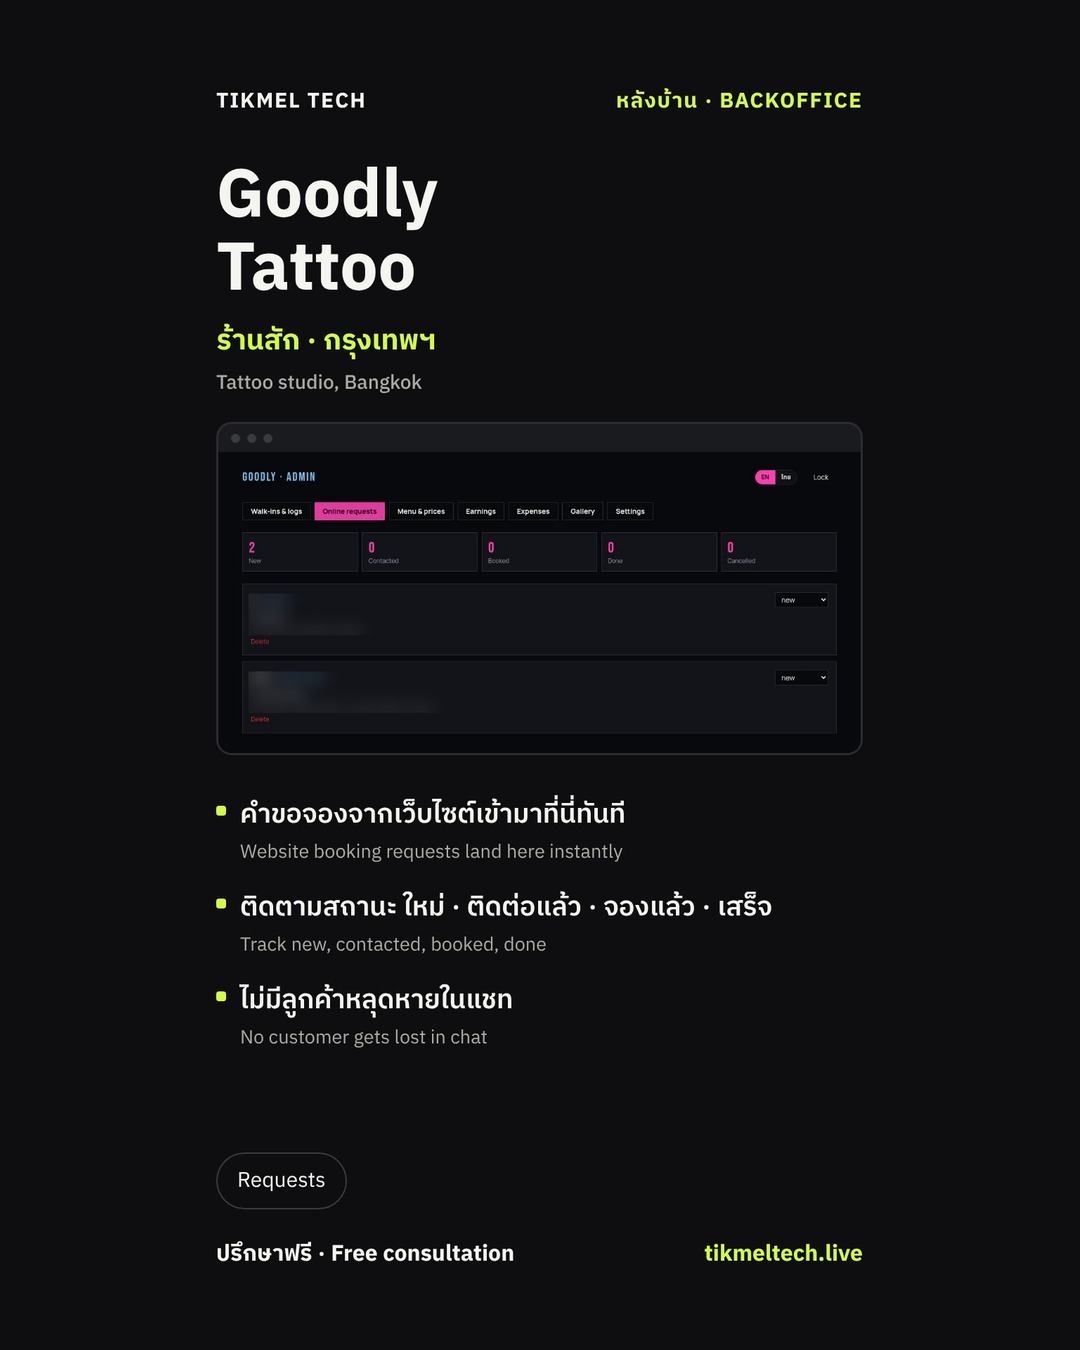 TIKMEL TECH
หลังบ้าน · BACKOFFICE
Goodly
Tattoo
ร้านสัก · กรุงเทพฯ
Tattoo studio, Bangkok
GOODLY · ADMIN
EN ไทย Lock
Walk-ins & logs Online requests Menu & prices Earnings Expenses Gallery Settings
2 0 0 0 0
New Contacted Booked Done Cancelled
new
Delete
new
Delete
คำขอจองจากเว็บไซต์เข้ามาที่นี่ทันที
Website booking requests land here instantly
ติดตามสถานะ ใหม่ · ติดต่อแล้ว · จองแล้ว · เสร็จ
Track new, contacted, booked, done
ไม่มีลูกค้าหลุดหายในแชท
No customer gets lost in chat
Requests
ปรึกษาฟรี · Free consultation
tikmeltech.live